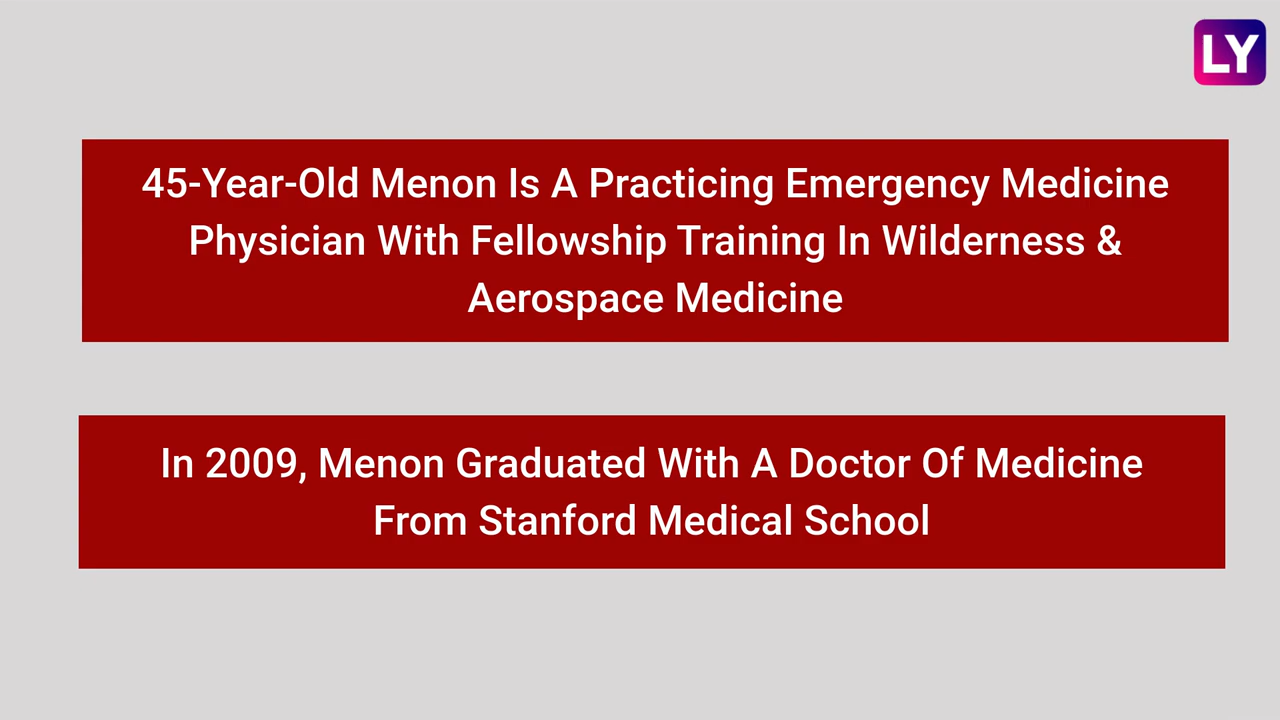 LY
45-Year-Old Menon Is A Practicing Emergency Medicine
Physician With Fellowship Training In Wilderness &
Aerospace Medicine
In 2009, Menon Graduated With A Doctor Of Medicine
From Stanford Medical School